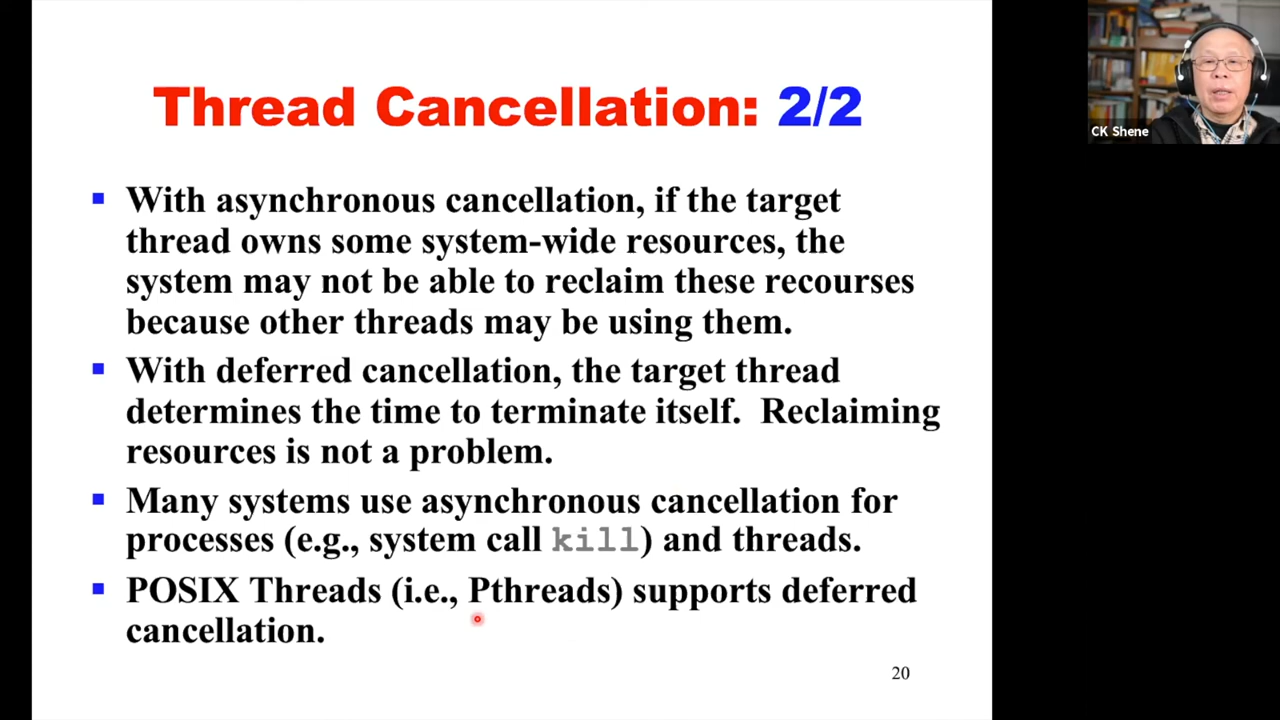 Thread Cancellation: 2/2
With asynchronous cancellation, if the target
thread owns some system-wide resources, the
system may not be able to reclaim these recourses
because other threads may be using them.
With deferred cancellation, the target thread
determines the time to terminate itself.  Reclaiming
resources is not a problem.
Many systems use asynchronous cancellation for
processes (e.g., system call kill) and threads.
POSIX Threads (i.e., Pthreads) supports deferred
cancellation.
20
CK Shene